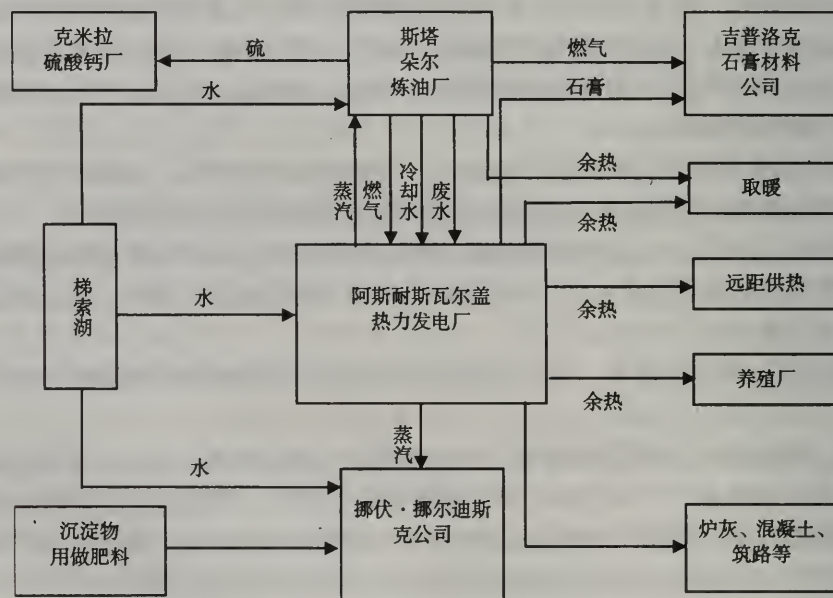 克米拉
硫酸钙厂
硫
斯塔
朵尔
炼油厂
燃气
吉普洛克
石膏材料
公司
石膏
水
蒸汽
燃气
冷却水
废水
余热
取暖
余热
梯索湖
水
阿斯耐斯瓦尔盖
热力发电厂
远距供热
余热
养殖厂
余热
蒸汽
水
挪伏·挪尔迪斯
克公司
沉淀物
用做肥料
炉灰、混凝土、
筑路等